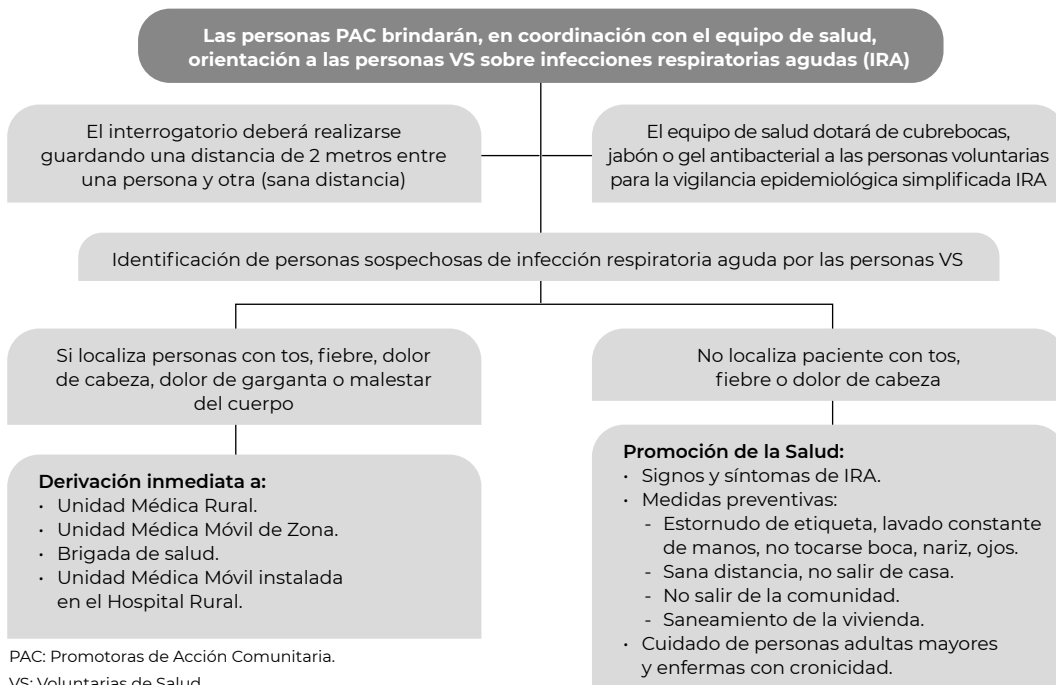 Las personas PAC brindarán, en coordinación con el equipo de salud,
orientación a las personas VS sobre infecciones respiratorias agudas (IRA)
El interrogatorio deberá realizarse
guardando una distancia de 2 metros entre
una persona y otra (sana distancia)
El equipo de salud dotará de cubrebocas,
jabón o gel antibacterial a las personas voluntarias
para la vigilancia epidemiológica simplificada IRA
Identificación de personas sospechosas de infección respiratoria aguda por las personas VS
Si localiza personas con tos, fiebre, dolor
de cabeza, dolor de garganta o malestar
del cuerpo
No localiza paciente con tos,
fiebre o dolor de cabeza
Derivación inmediata a:
• Unidad Médica Rural.
• Unidad Médica Móvil de Zona.
• Brigada de salud.
• Unidad Médica Móvil instalada
en el Hospital Rural.
Promoción de la Salud:
• Signos y síntomas de IRA.
• Medidas preventivas:
- Estornudo de etiqueta, lavado constante
de manos, no tocarse boca, nariz, ojos.
- Sana distancia, no salir de casa.
- No salir de la comunidad.
- Saneamiento de la vivienda.
• Cuidado de personas adultas mayores
y enfermas con cronicidad.
PAC: Promotoras de Acción Comunitaria.
VS: Voluntarias de Salud